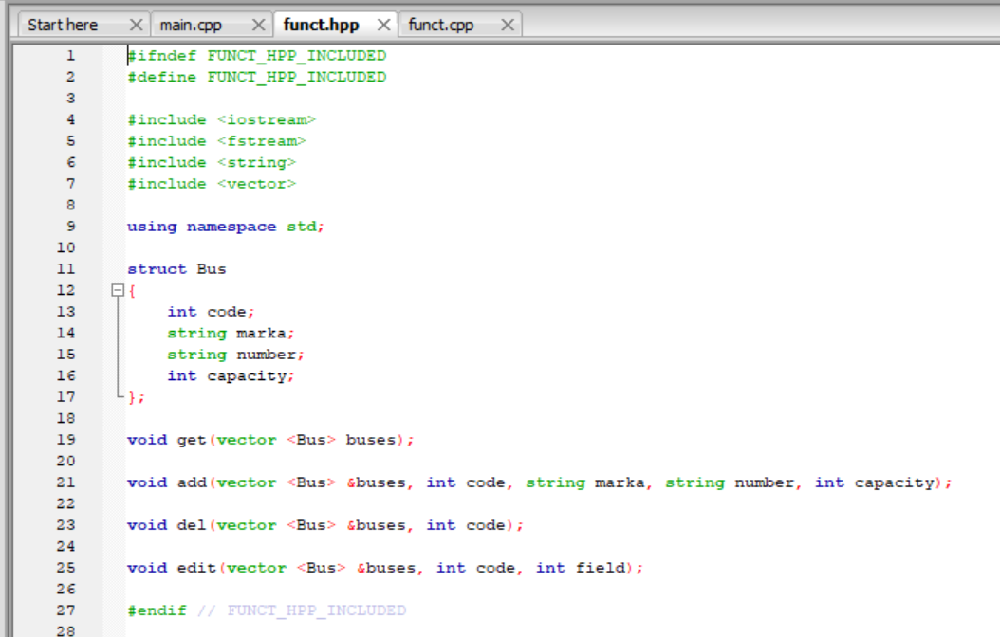 Start here main.cpp funct.hpp funct.cpp
1 #ifndef FUNCT_HPP_INCLUDED
2 #define FUNCT_HPP_INCLUDED
3
4 #include <iostream>
5 #include <fstream>
6 #include <string>
7 #include <vector>
8
9 using namespace std;
10
11 struct Bus
12 {
13 int code;
14 string marka;
15 string number;
16 int capacity;
17 };
18
19 void get(vector <Bus> buses);
20
21 void add(vector <Bus> &buses, int code, string marka, string number, int capacity);
22
23 void del(vector <Bus> &buses, int code);
24
25 void edit(vector <Bus> &buses, int code, int field);
26
27 #endif // FUNCT_HPP_INCLUDED
28